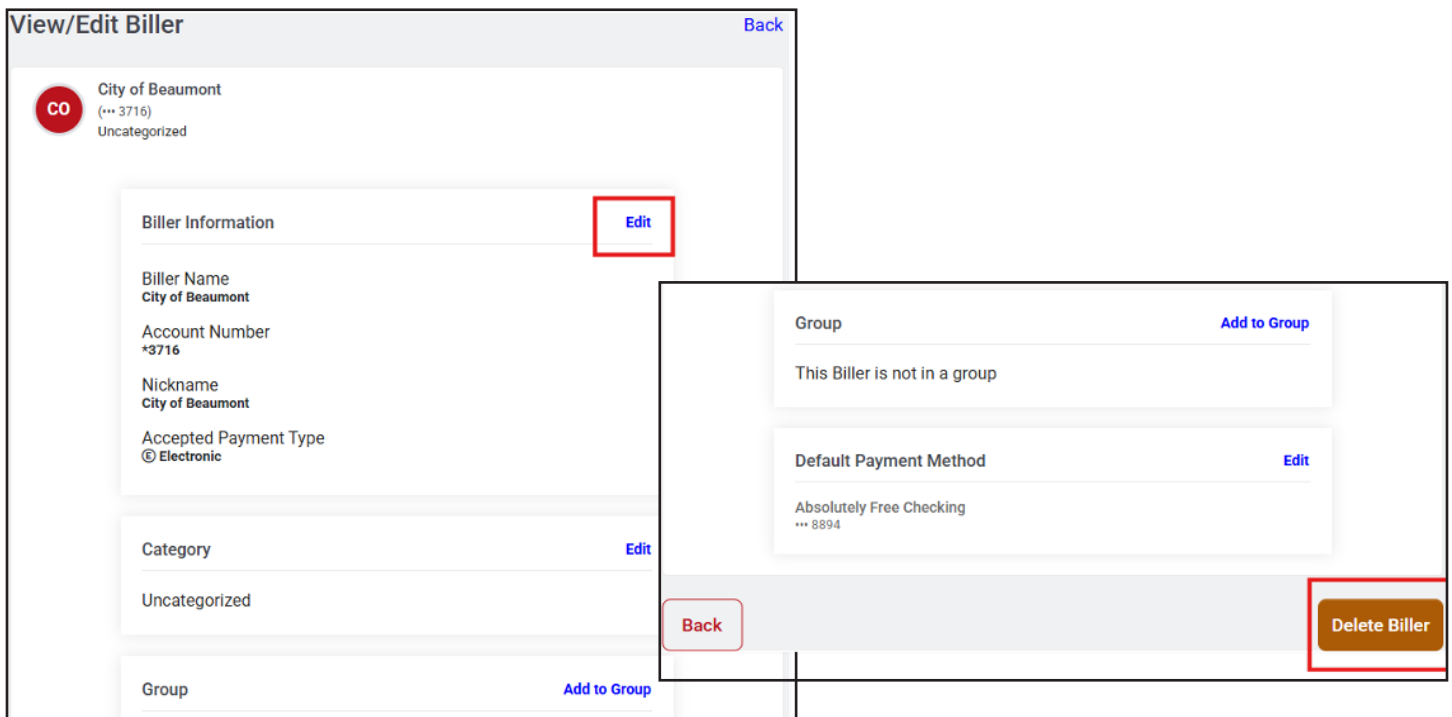 View/Edit Biller
Back
CO
City of Beaumont
(••• 3716)
Uncategorized
Biller Information
Edit
Biller Name
City of Beaumont
Account Number
*3716
Nickname
City of Beaumont
Accepted Payment Type
Ⓔ Electronic
Category
Edit
Uncategorized
Group
Add to Group
Group
Add to Group
This Biller is not in a group
Default Payment Method
Edit
Absolutely Free Checking
••• 8894
Back
Delete Biller